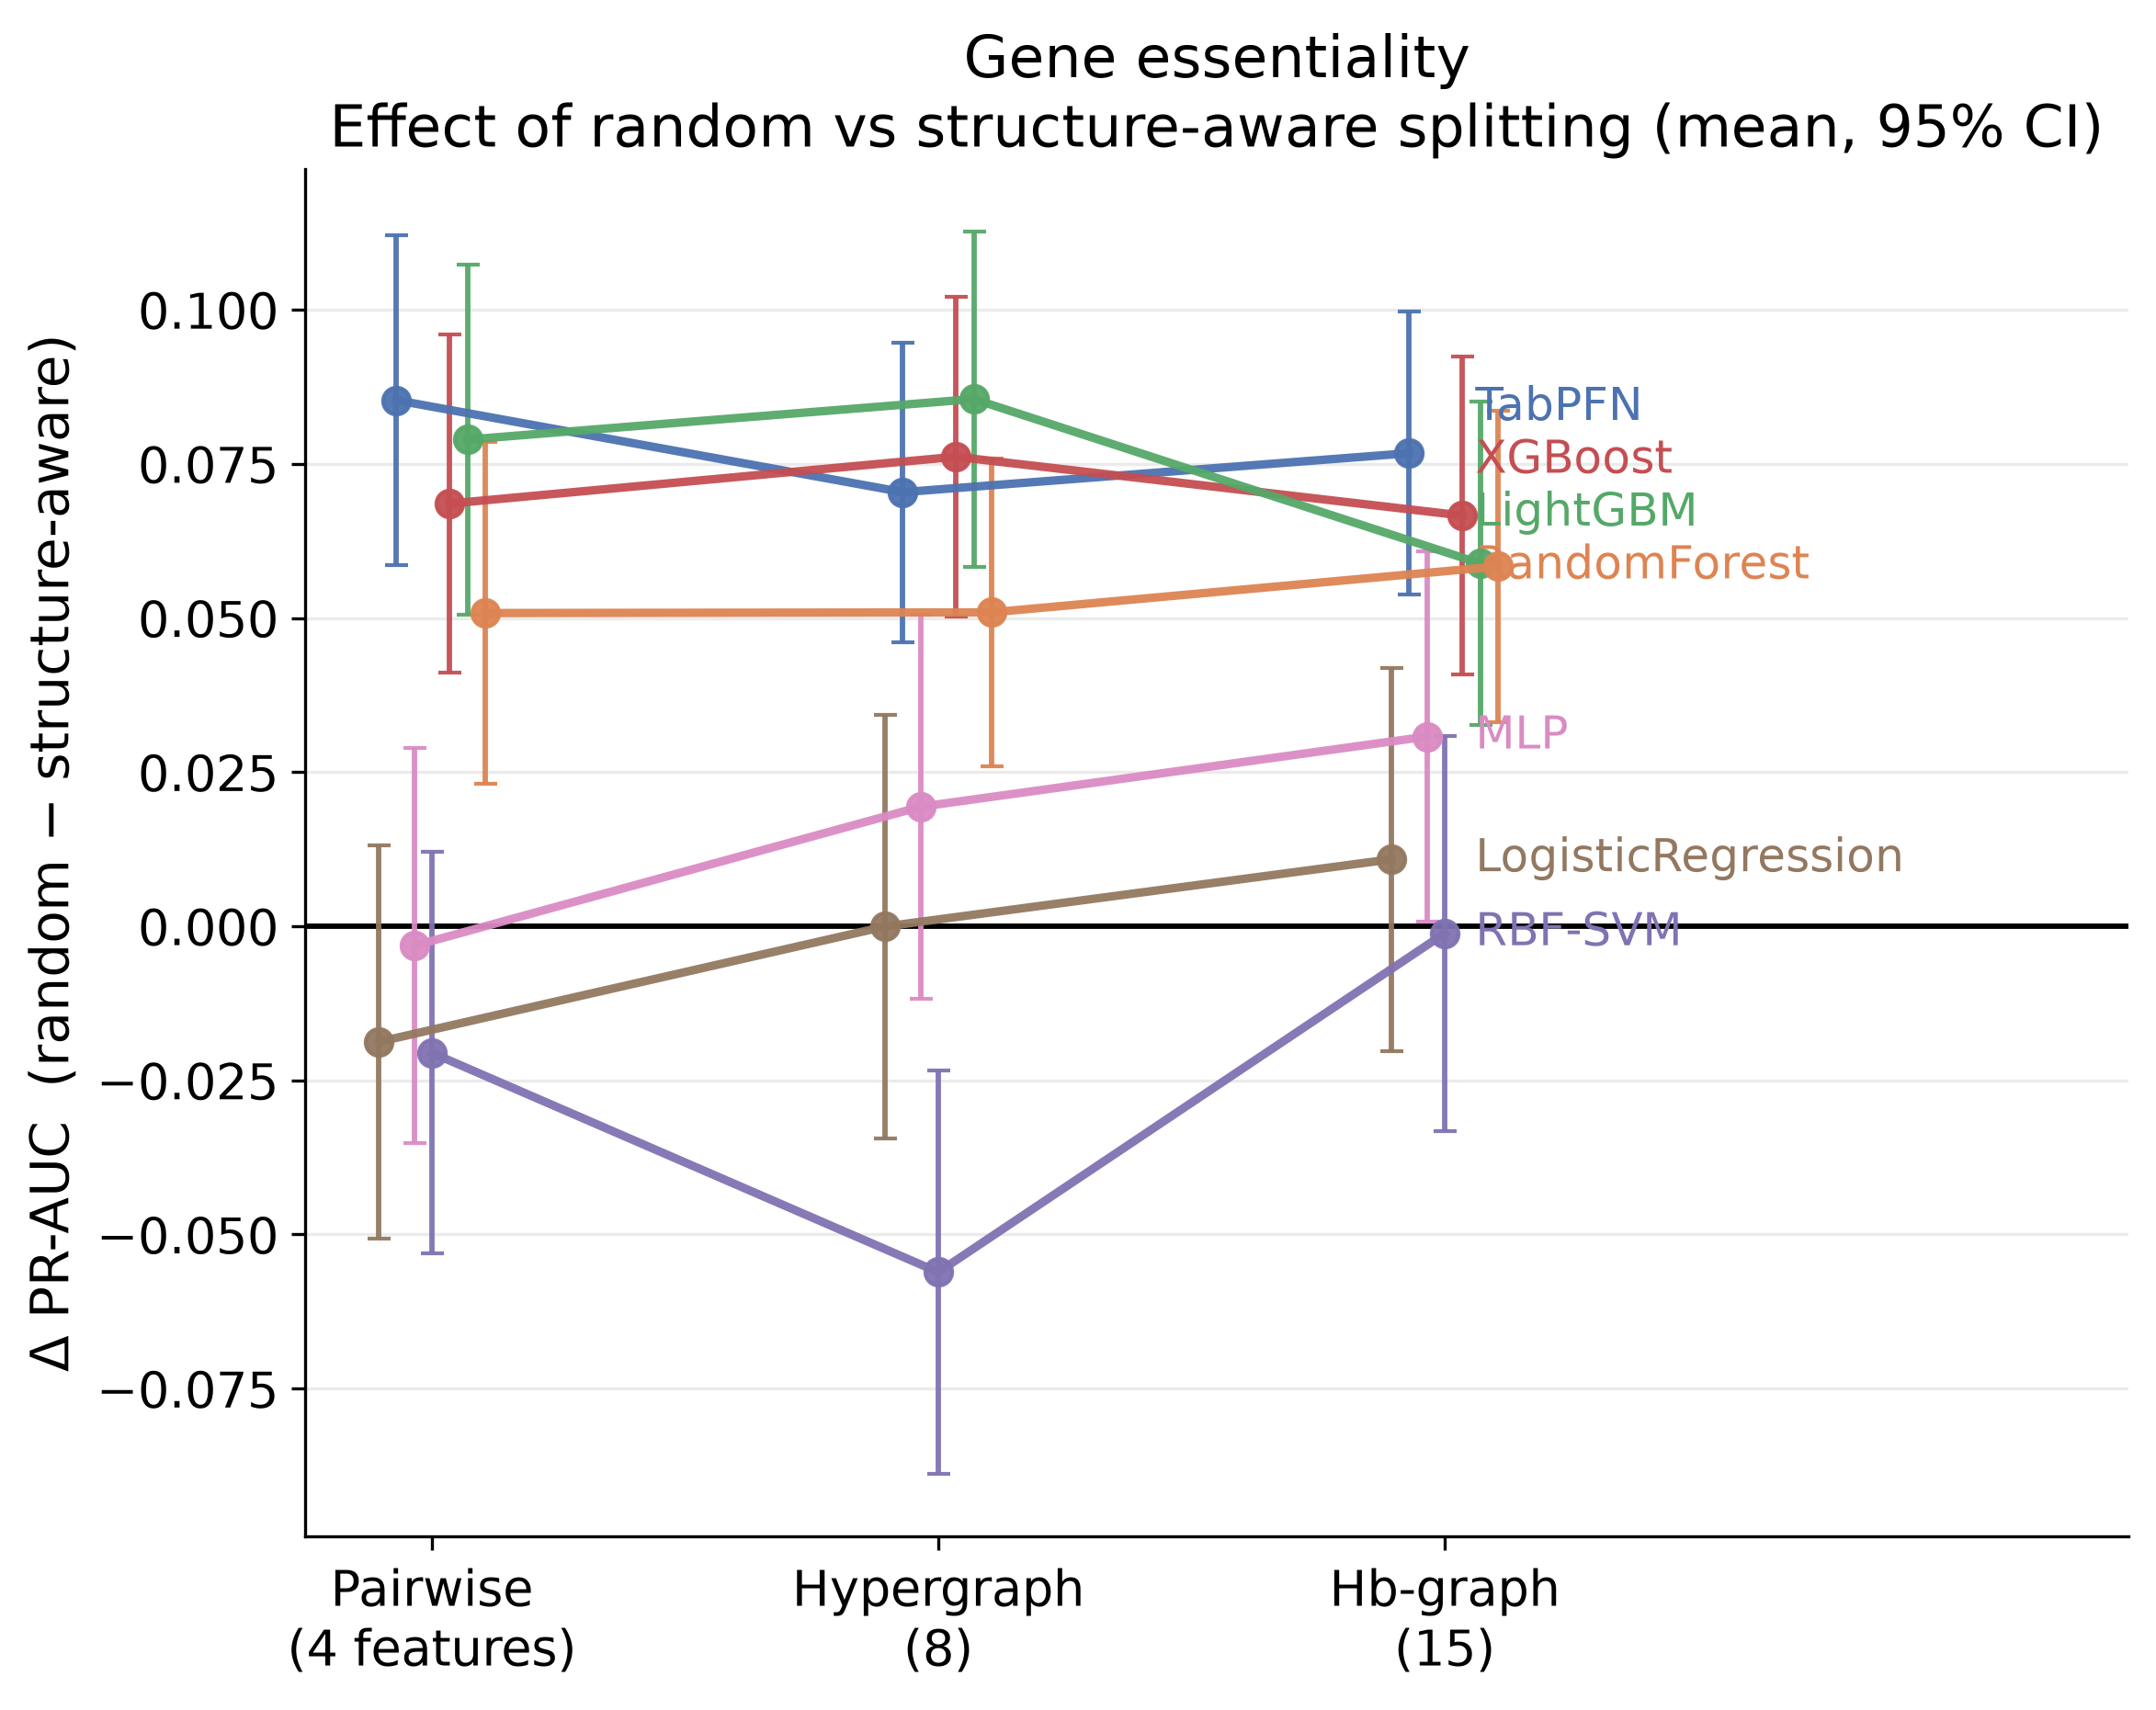 Gene essentiality
Effect of random vs structure-aware splitting (mean, 95% CI)
Δ PR-AUC (random − structure-aware)
0.100
0.075
0.050
0.025
0.000
−0.025
−0.050
−0.075
TabPFN
XGBoost
LightGBM
RandomForest
MLP
LogisticRegression
RBF-SVM
Pairwise
(4 features)
Hypergraph
(8)
Hb-graph
(15)